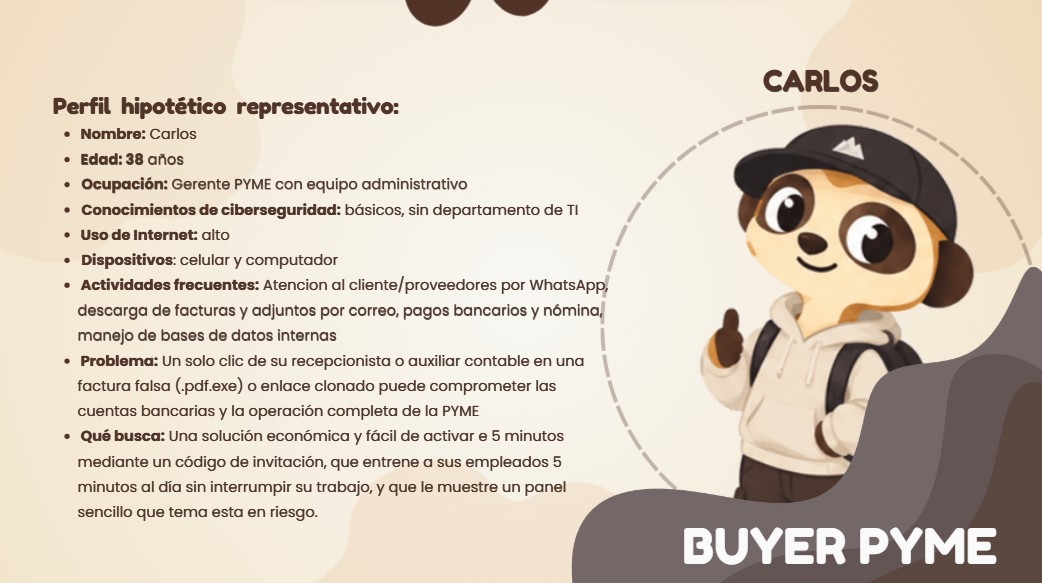 CARLOS
Perfil hipotético representativo:
• Nombre: Carlos
• Edad: 38 años
• Ocupación: Gerente PYME con equipo administrativo
• Conocimientos de ciberseguridad: básicos, sin departamento de TI
• Uso de Internet: alto
• Dispositivos: celular y computador
• Actividades frecuentes: Atencion al cliente/proveedores por WhatsApp,
descarga de facturas y adjuntos por correo, pagos bancarios y nómina,
manejo de bases de datos internas
• Problema: Un solo clic de su recepcionista o auxiliar contable en una
factura falsa (.pdf.exe) o enlace clonado puede comprometer las
cuentas bancarias y la operación completa de la PYME
• Qué busca: Una solución económica y fácil de activar e 5 minutos
mediante un código de invitación, que entrene a sus empleados 5
minutos al día sin interrumpir su trabajo, y que le muestre un panel
sencillo que tema esta en riesgo.
BUYER PYME